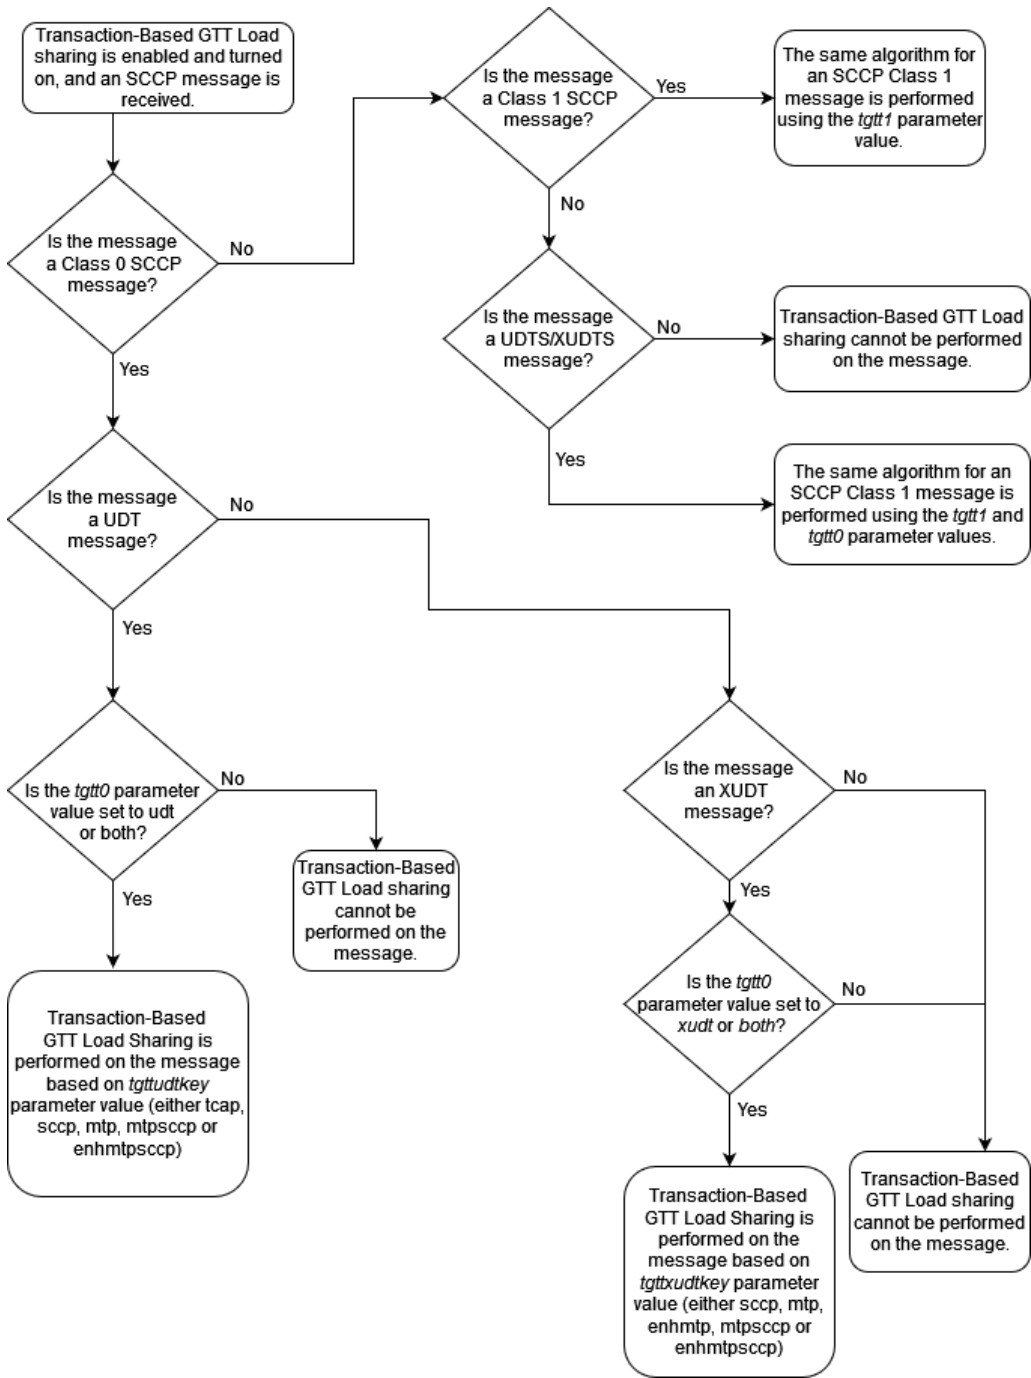 Transaction-Based GTT Load
sharing is enabled and turned
on, and an SCCP message is
received.
Is the message
a Class 1 SCCP
message?
Yes
The same algorithm for
an SCCP Class 1
message is performed
using the tgtt1 parameter
value.
No
Is the message
a Class 0 SCCP
message?
No
Is the message
a UDTS/XUDTS
message?
No
Transaction-Based GTT Load
sharing cannot be performed
on the message.
Yes
Yes
The same algorithm for an
SCCP Class 1 message is
performed using the tgtt1 and
tgtt0 parameter values.
Is the message
a UDT
message?
No
Yes
Is the tgtt0 parameter
value set to udt
or both?
No
Transaction-Based
GTT Load sharing
cannot be
performed on the
message.
Yes
Transaction-Based
GTT Load Sharing is
performed on the message
based on tgttudtkey
parameter value (either tcap,
sccp, mtp, mtpsccp or
enhmtpsccp)
Is the message
an XUDT
message?
No
Yes
Is the tgtt0
parameter value set to
xudt or both?
No
Yes
Transaction-Based
GTT Load Sharing is
performed on the
message based on
tgttxudtkey parameter
value (either sccp, mtp,
enhmtp, mtpsccp or
enhmtpsccp)
Transaction-Based
GTT Load sharing
cannot be performed
on the message.